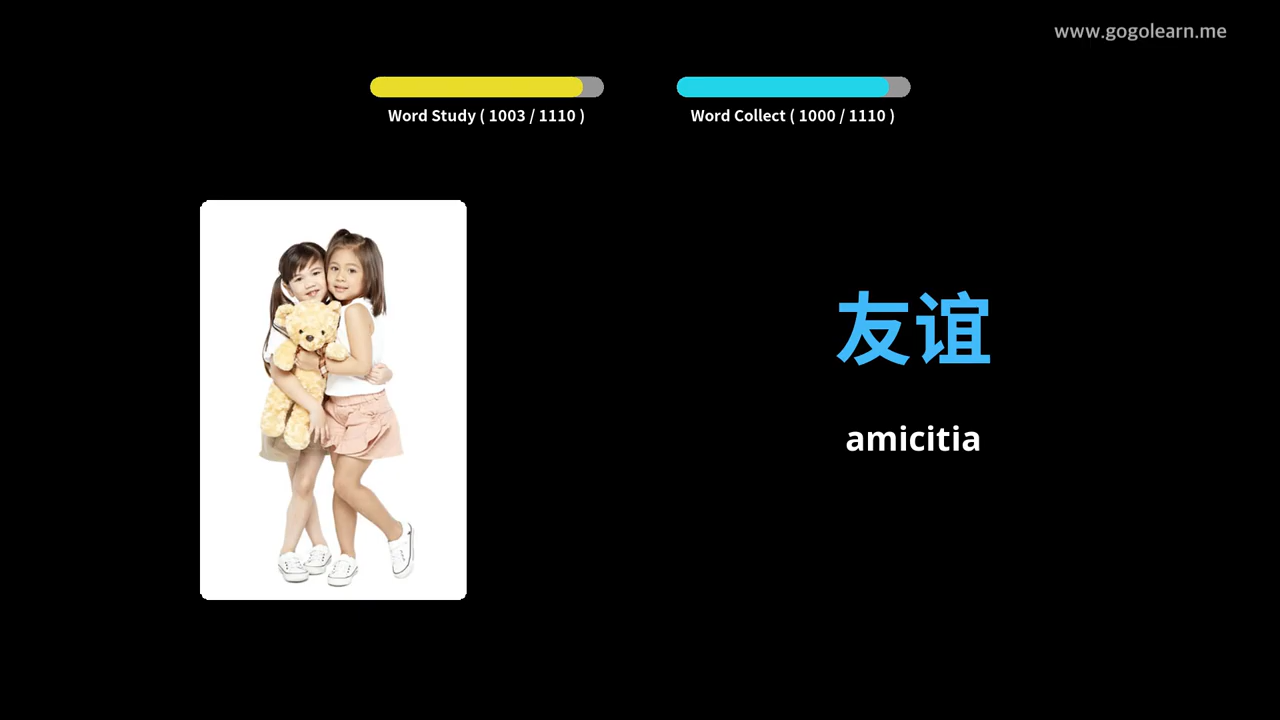 www.gogolearn.me
Word Study ( 1003 / 1110 )
Word Collect ( 1000 / 1110 )
友谊
amicitia